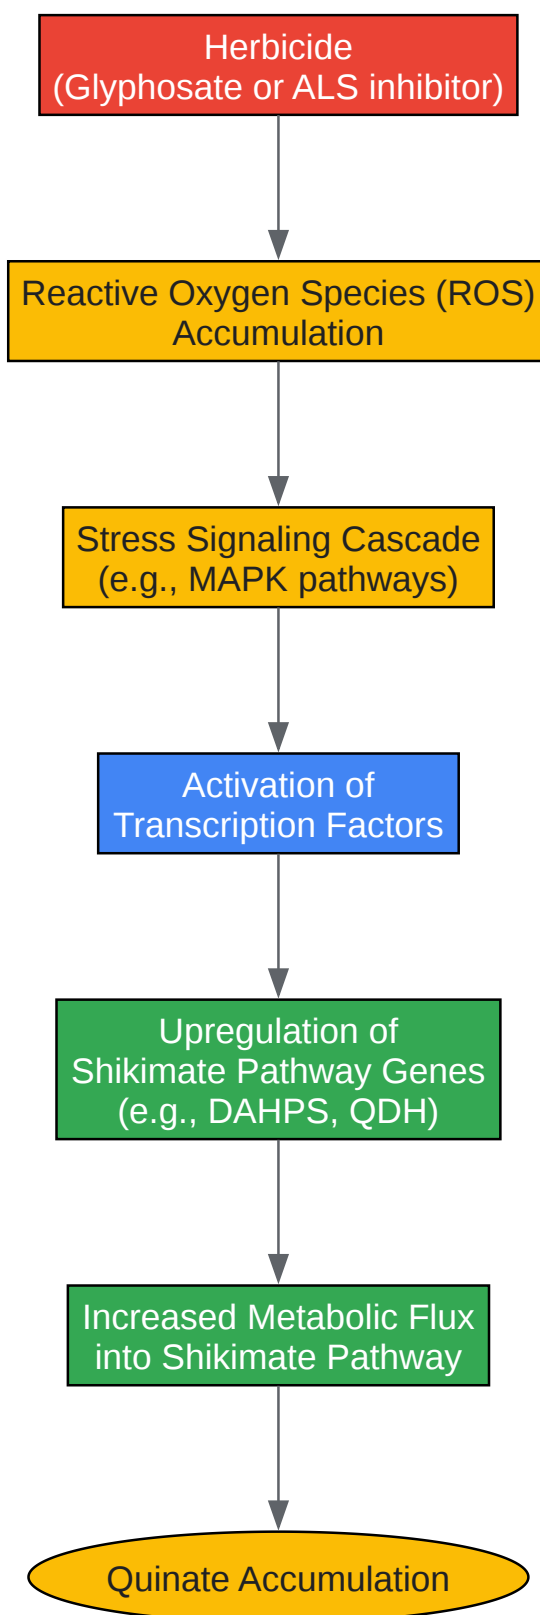 Herbicide
(Glyphosate or ALS inhibitor)
Reactive Oxygen Species (ROS)
Accumulation
Stress Signaling Cascade
(e.g., MAPK pathways)
Activation of
Transcription Factors
Upregulation of
Shikimate Pathway Genes
(e.g., DAHPS, QDH)
Increased Metabolic Flux
into Shikimate Pathway
Quinate Accumulation